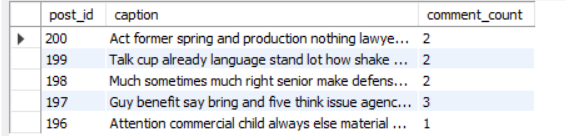 post_id caption comment_count
200 Act former spring and production nothing lawye... 2
199 Talk cup already language stand lot how shake ... 2
198 Much sometimes much right senior make defens... 2
197 Guy benefit say bring and five think issue agenc... 3
196 Attention commercial child always else material ... 1